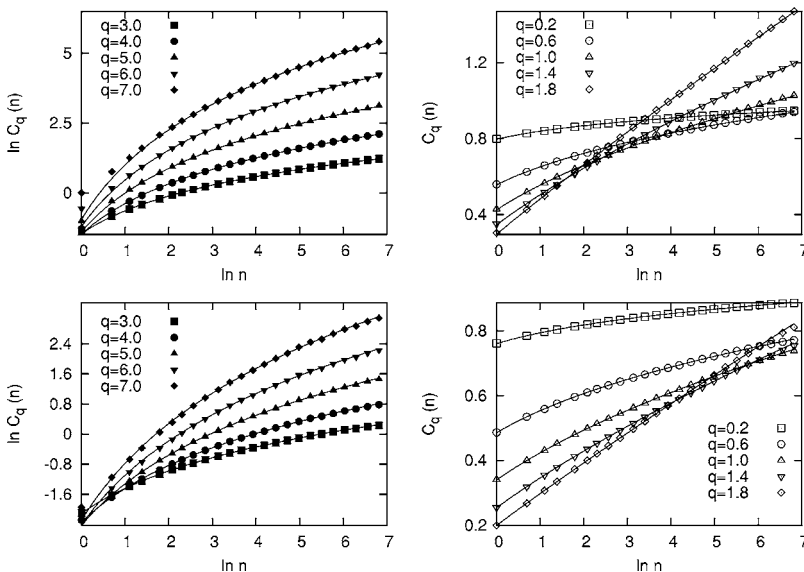 ln C_q (n)
5
2.5
0
q=3.0
q=4.0
q=5.0
q=6.0
q=7.0
0 1 2 3 4 5 6 7
ln n
C_q (n)
1.2
0.8
0.4
q=0.2
q=0.6
q=1.0
q=1.4
q=1.8
0 1 2 3 4 5 6 7
ln n
ln C_q (n)
2.4
1.6
0.8
0
-0.8
-1.6
q=3.0
q=4.0
q=5.0
q=6.0
q=7.0
0 1 2 3 4 5 6 7
ln n
C_q (n)
0.8
0.6
0.4
0.2
q=0.2
q=0.6
q=1.0
q=1.4
q=1.8
0 1 2 3 4 5 6 7
ln n